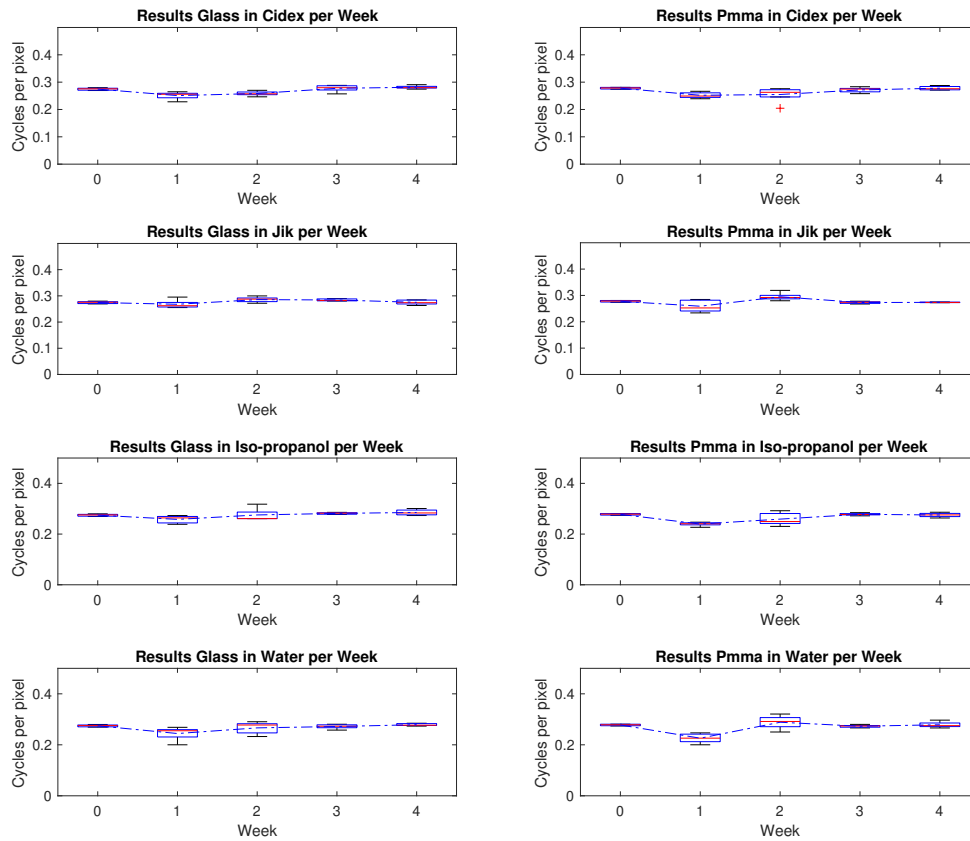 Results Glass in Cidex per Week
Cycles per pixel
0.4
0.3
0.2
0.1
0
0 1 2 3 4
Week
Results Pmma in Cidex per Week
Cycles per pixel
0.4
0.3
0.2
0.1
0
0 1 2 3 4
Week
Results Glass in Jik per Week
Cycles per pixel
0.4
0.3
0.2
0.1
0
0 1 2 3 4
Week
Results Pmma in Jik per Week
Cycles per pixel
0.4
0.3
0.2
0.1
0
0 1 2 3 4
Week
Results Glass in Iso-propanol per Week
Cycles per pixel
0.4
0.2
0
0 1 2 3 4
Week
Results Pmma in Iso-propanol per Week
Cycles per pixel
0.4
0.2
0
0 1 2 3 4
Week
Results Glass in Water per Week
Cycles per pixel
0.4
0.2
0
0 1 2 3 4
Week
Results Pmma in Water per Week
Cycles per pixel
0.4
0.2
0
0 1 2 3 4
Week